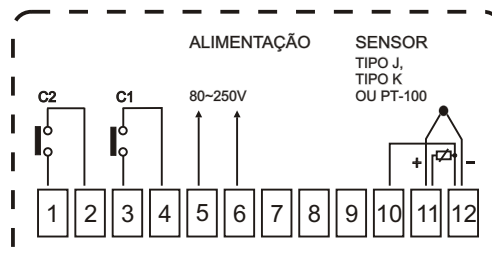 ALIMENTAÇÃO
SENSOR
TIPO J,
TIPO K
OU PT-100
C2
C1
80~250V
+
–
1 2 3 4 5 6 7 8 9 10 11 12